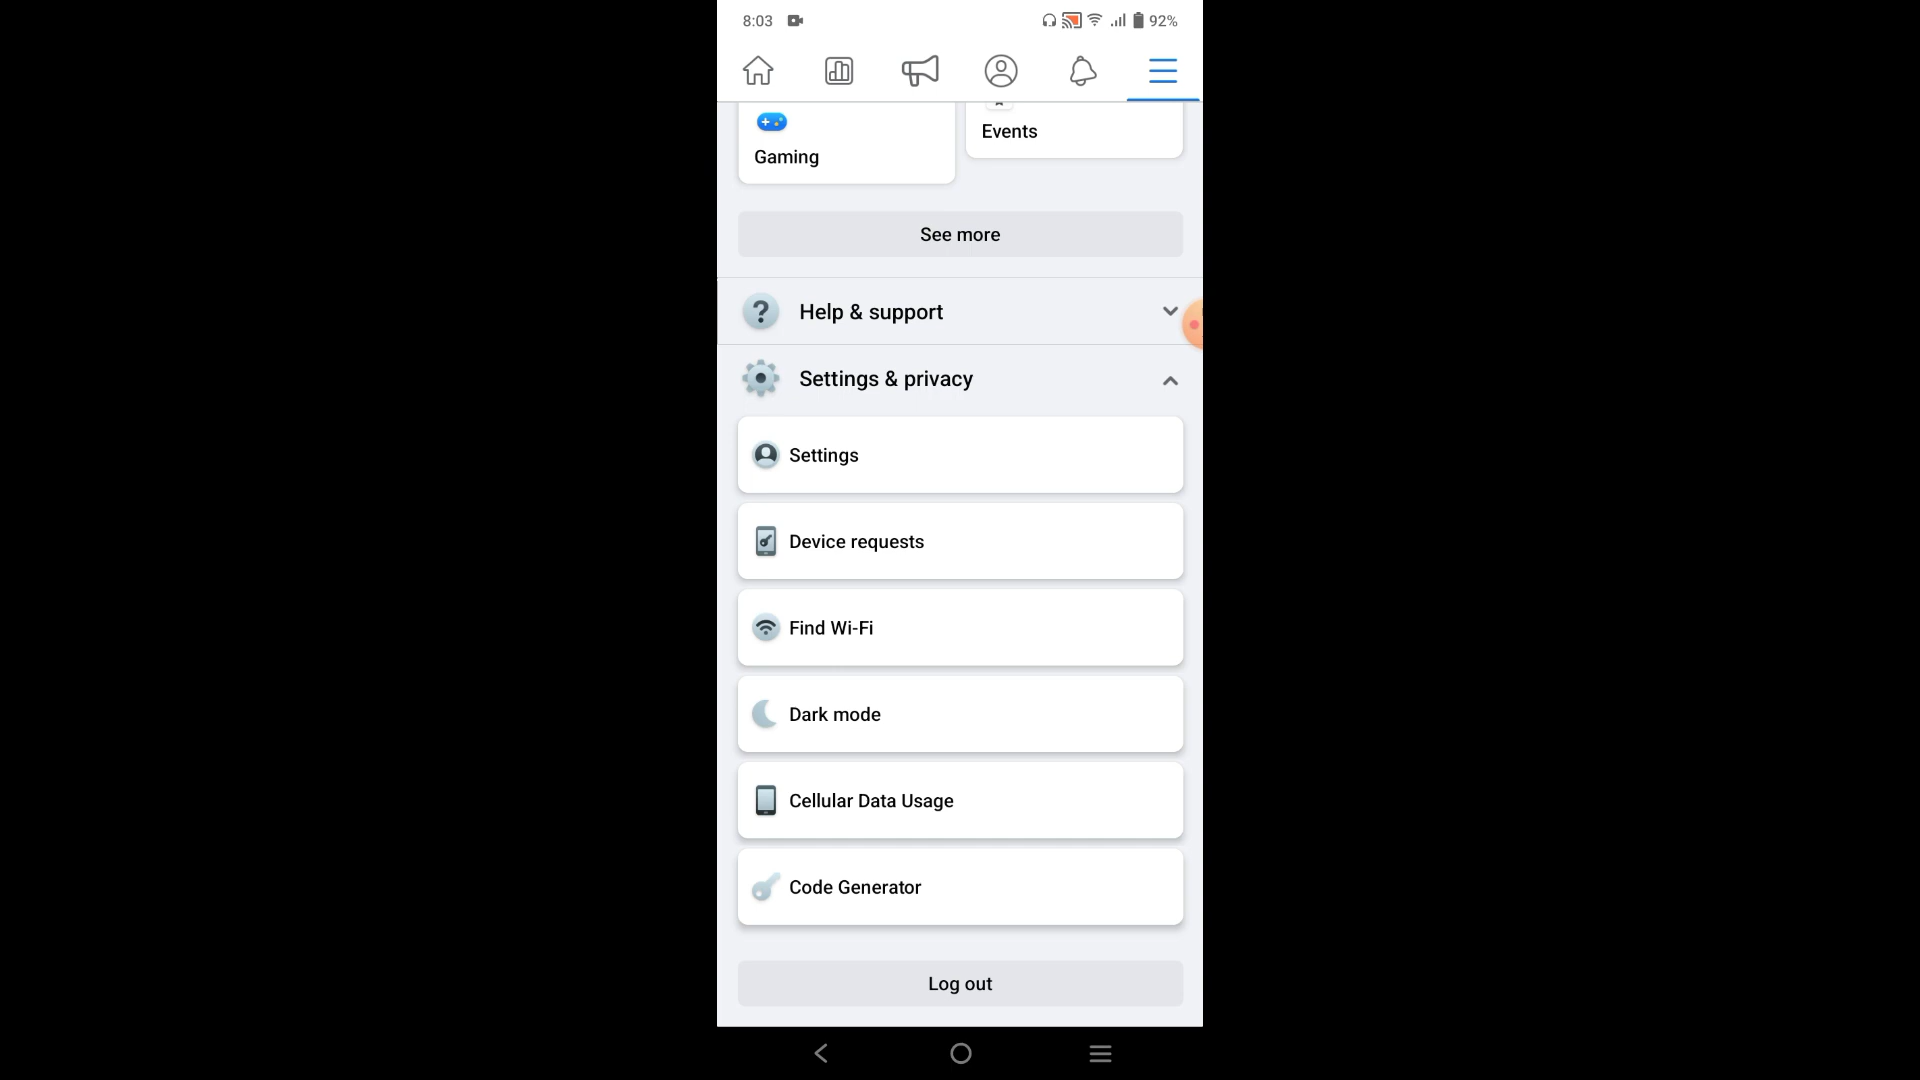 8:03 92%
Events
Gaming
See more
Help & support
Settings & privacy
Settings
Device requests
Find Wi-Fi
Dark mode
Cellular Data Usage
Code Generator
Log out